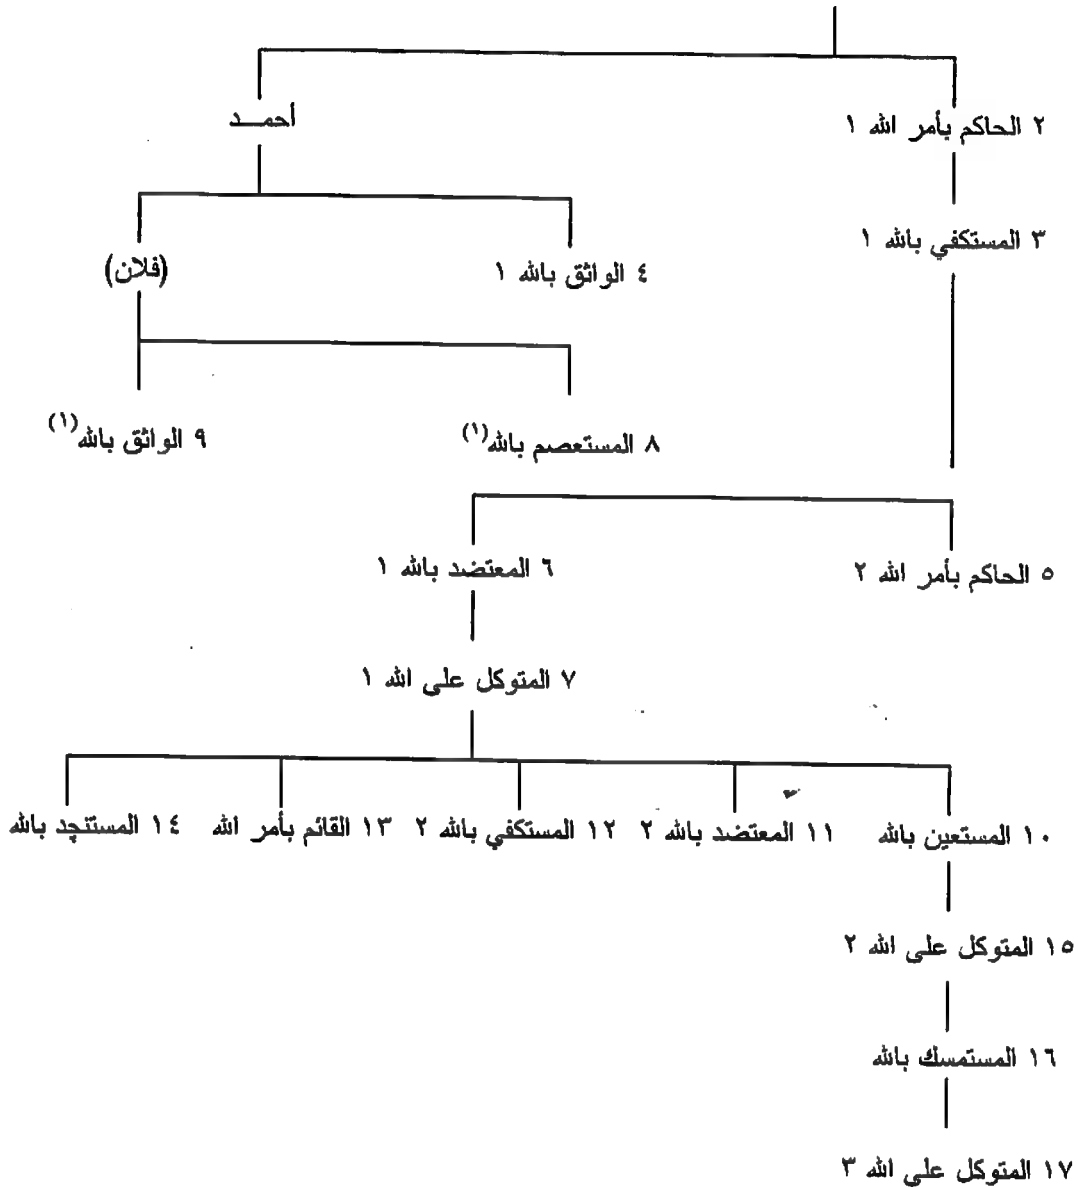 ٢ الحاكم بأمر الله ١
أحمــد
٣ المستكفي بالله ١
٤ الواثق بالله ١
(فلان)
٨ المستعصم بالله(١)
٩ الواثق بالله(١)
٥ الحاكم بأمر الله ٢
٦ المعتضد بالله ١
٧ المتوكل على الله ١
١٠ المستعين بالله
١١ المعتضد بالله ٢
١٢ المستكفي بالله ٢
١٣ القائم بأمر الله
١٤ المستنجد بالله
١٥ المتوكل على الله ٢
١٦ المستمسك بالله
١٧ المتوكل على الله ٣